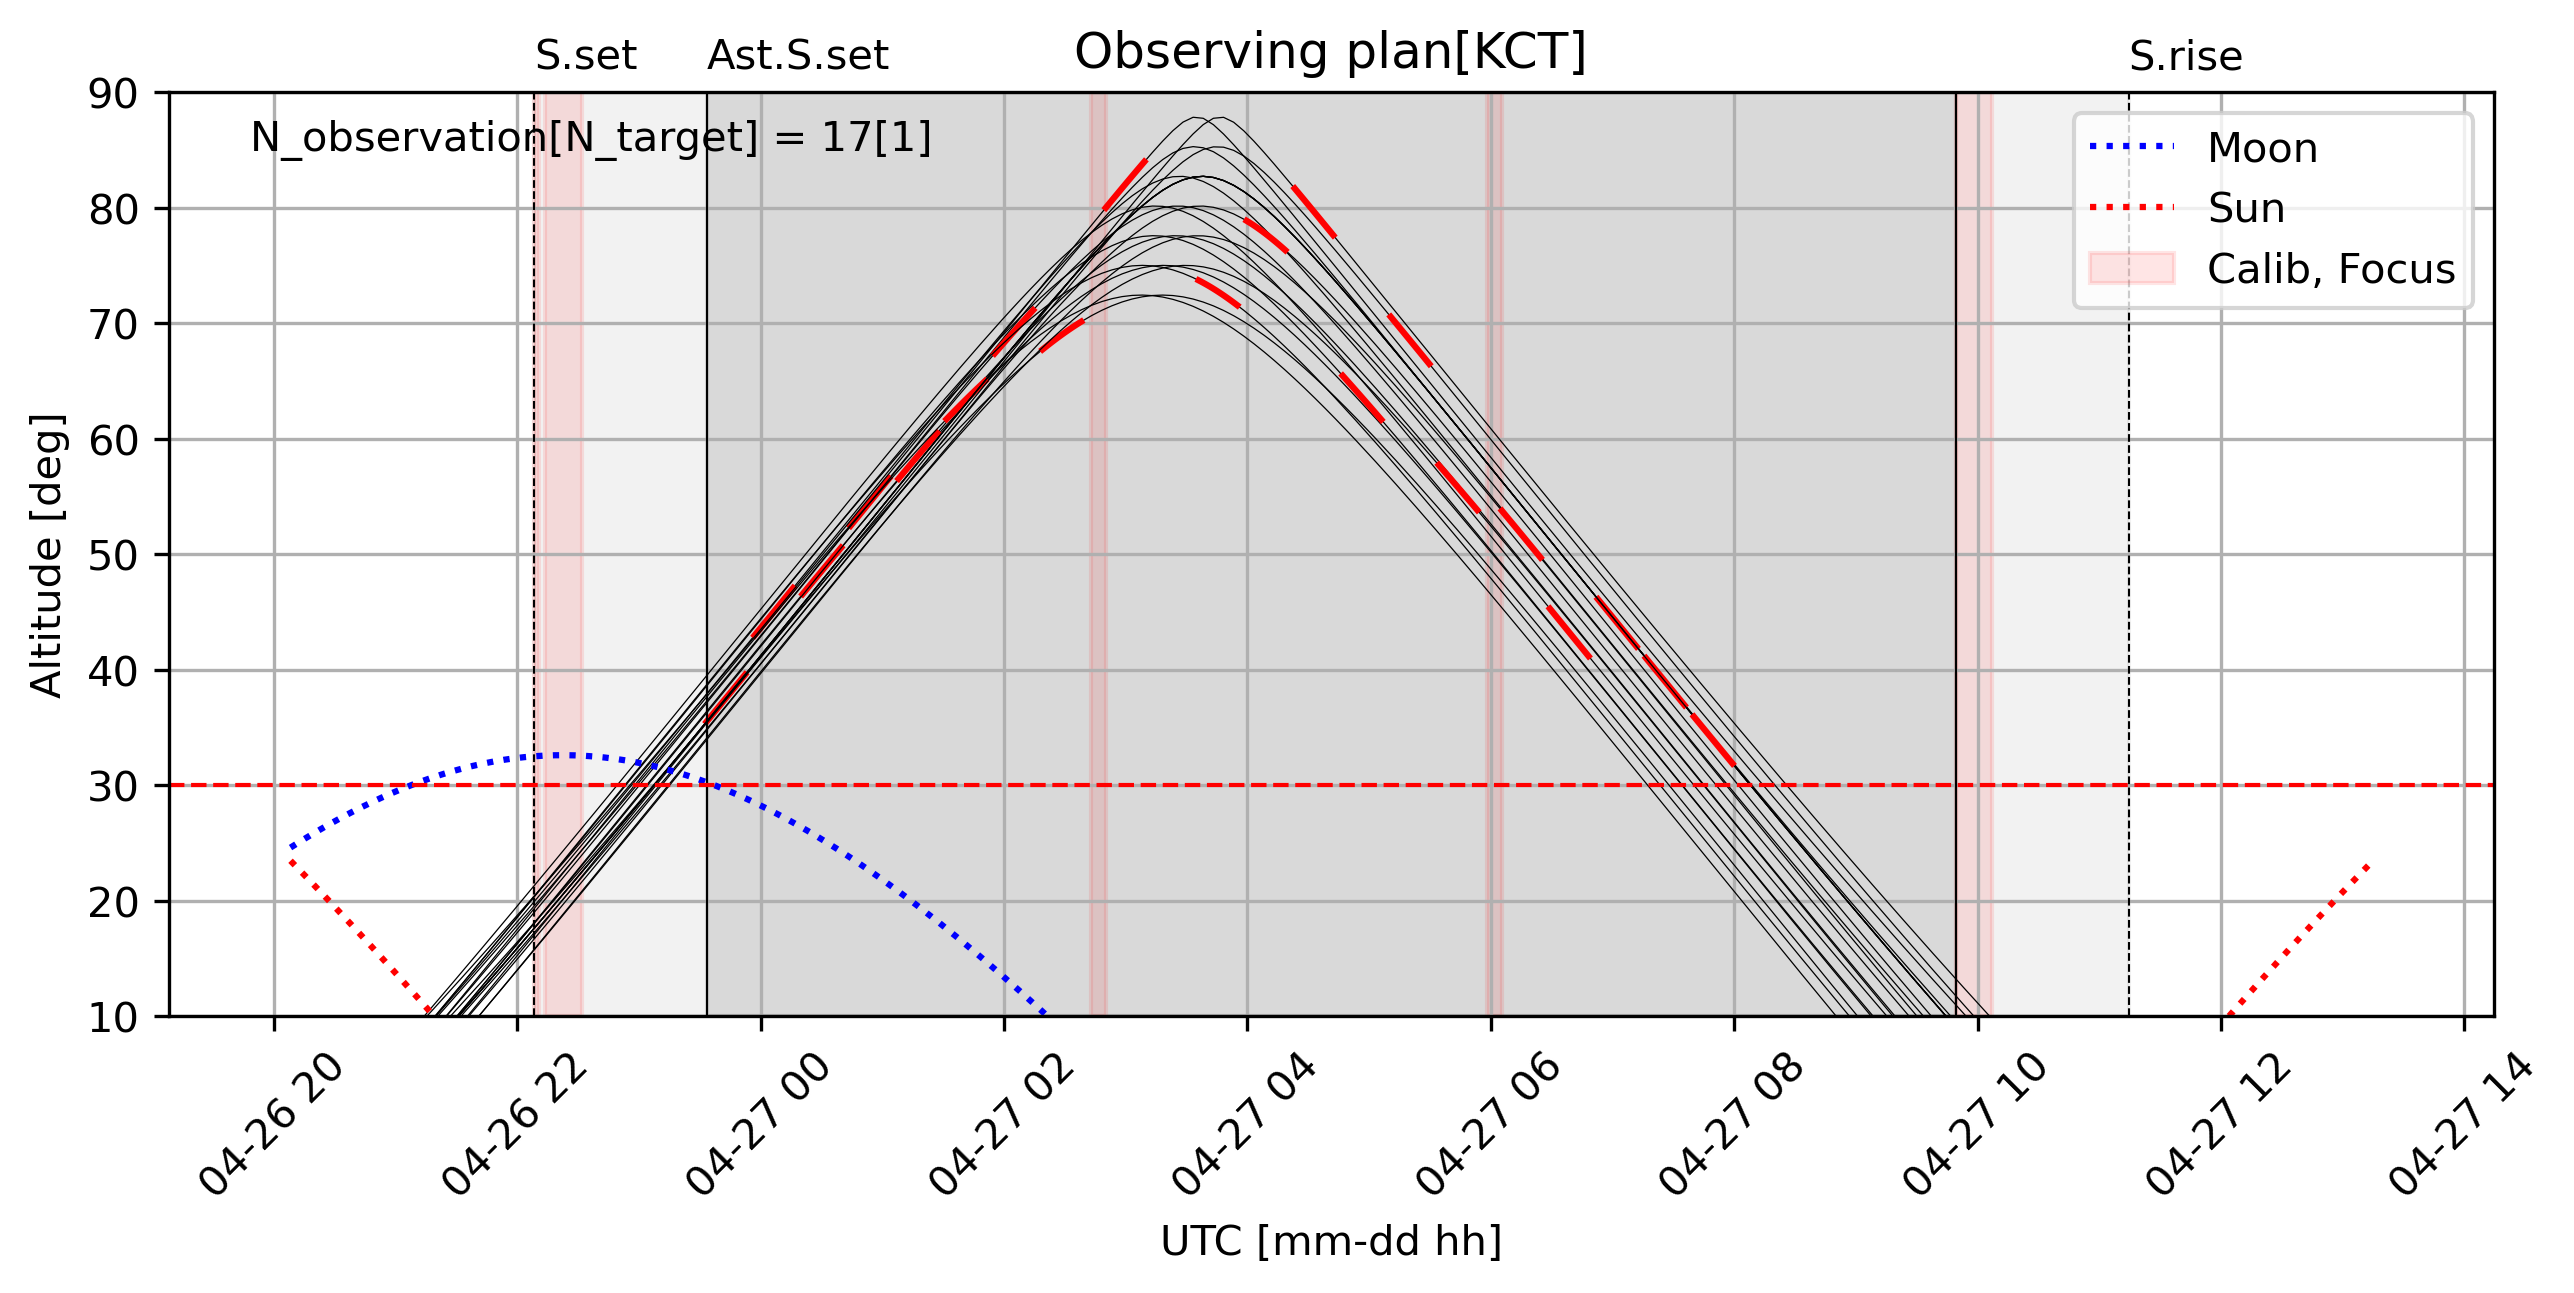 S.set
Ast.S.set
Observing plan[KCT]
S.rise
N_observation[N_target] = 17[1]
Moon
Sun
Calib, Focus
Altitude [deg]
90
80
70
60
50
40
30
20
10
04-26 20
04-26 22
04-27 00
04-27 02
04-27 04
04-27 06
04-27 08
04-27 10
04-27 12
04-27 14
UTC [mm-dd hh]